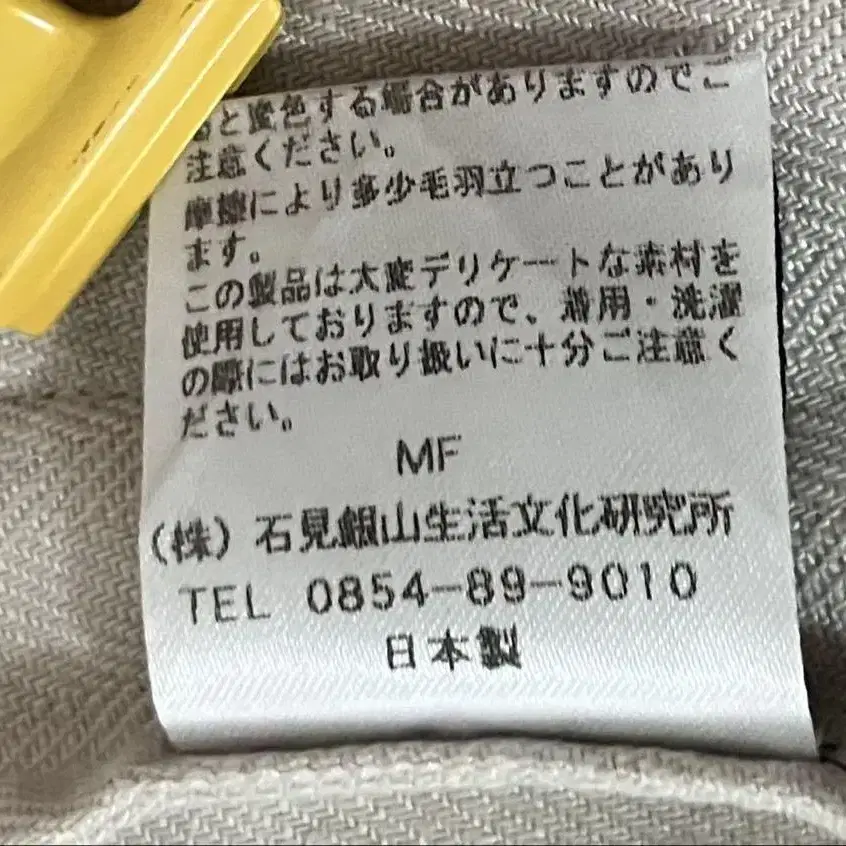 ると変色する場合がありますのでご
注意ください。
摩擦により多少毛羽立つことがあり
ます。
この製品は大変デリケートな素材を
使用しておりますので、着用・洗濯
の際にはお取り扱いに十分ご注意く
ださい。
MF
（株）石見銀山生活文化研究所
TEL 0854-89-9010
日本製